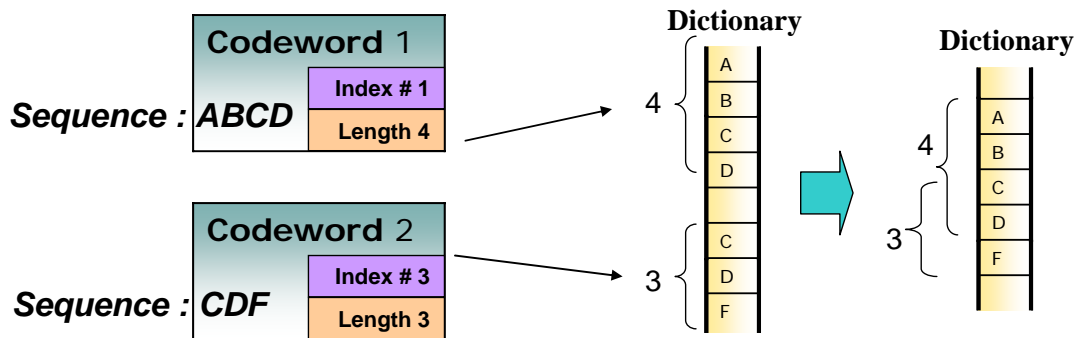 Codeword 1
Index # 1
Sequence : ABCD
Length 4
Codeword 2
Index # 3
Sequence : CDF
Length 3
Dictionary
A
B
4
C
D
C
D
3
F
Dictionary
A
4
B
C
D
3
F